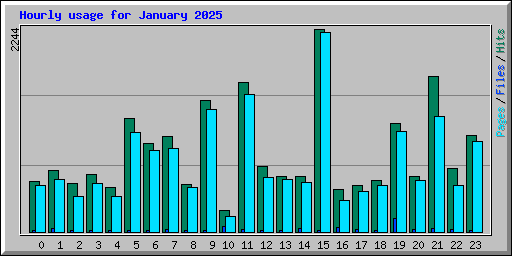 Hourly usage for January 2025
2244
Pages/Files/Hits
0 1 2 3 4 5 6 7 8 9 10 11 12 13 14 15 16 17 18 19 20 21 22 23